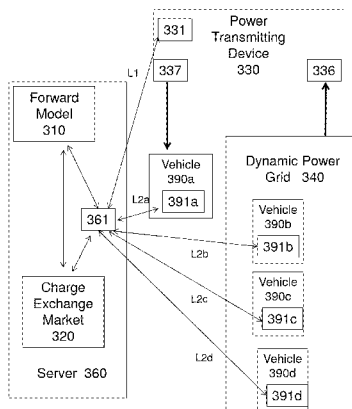 331
Power
Transmitting
Device
330
337
336
L1
Forward
Model
310
Vehicle
390a
391a
L2a
361
Dynamic Power
Grid 340
Vehicle
390b
391b
L2b
Vehicle
390c
391c
L2c
Charge
Exchange
Market
320
Vehicle
390d
391d
L2d
Server 360